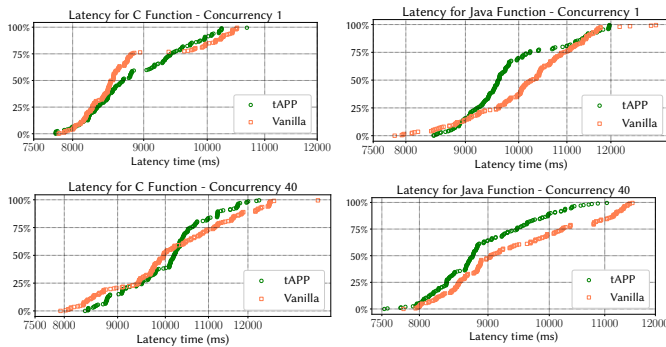 Latency for C Function - Concurrency 1
100%
75%
50%
25%
0%
7500 8000 9000 10000 11000 12000
Latency time (ms)
tAPP
Vanilla
Latency for Java Function - Concurrency 1
100%
75%
50%
25%
0%
7500 8000 9000 10000 11000 12000 13000
Latency time (ms)
tAPP
Vanilla
Latency for C Function - Concurrency 40
100%
75%
50%
25%
0%
7500 8000 9000 10000 11000 12000
Latency time (ms)
tAPP
Vanilla
Latency for Java Function - Concurrency 40
100%
75%
50%
25%
0%
7500 8000 9000 10000 11000 12000
Latency time (ms)
tAPP
Vanilla